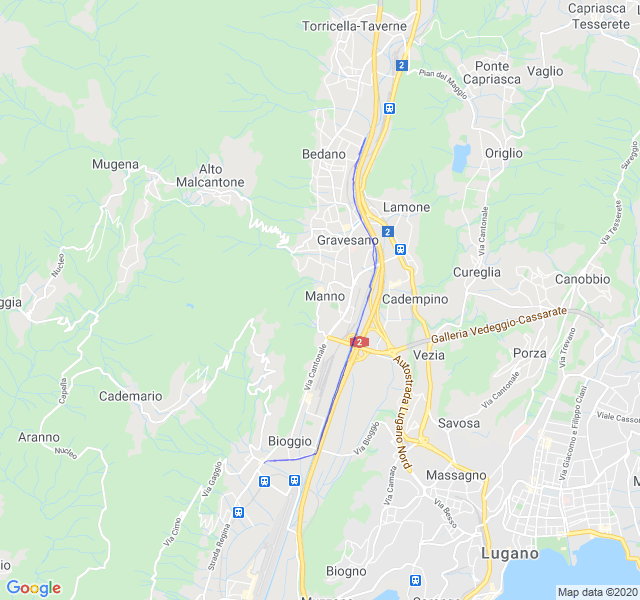 Torricella-Taverne
Capriasca
Tesserete
2
Ponte
Capriasca
Vaglio
Pian del Maggio
Mugena
Alto
Malcantone
Bedano
Origlio
Sureggio
Lamone
Via Cantonale
Via Tesserete
2
Gravesano
Nucleo
Cureglia
Canobbio
ggia
Manno
Cadempino
Galleria Vedeggio-Cassarate
2
Vezia
Porza
Via Trevano
Via Cantonale
Capella
Cademario
Autostrada Lugano Nord
Via Cantonale
Via Giacomo e Filippo Ciani
Viale Casson
Aranno
Nucleo
Bioggio
Via Bioggio
Savosa
Via Gaggio
Via Camara
Massagno
M
Via Cimo
Strada Regina
Via Besso
Lugano
io
Biogno
Google
Map data ©2020